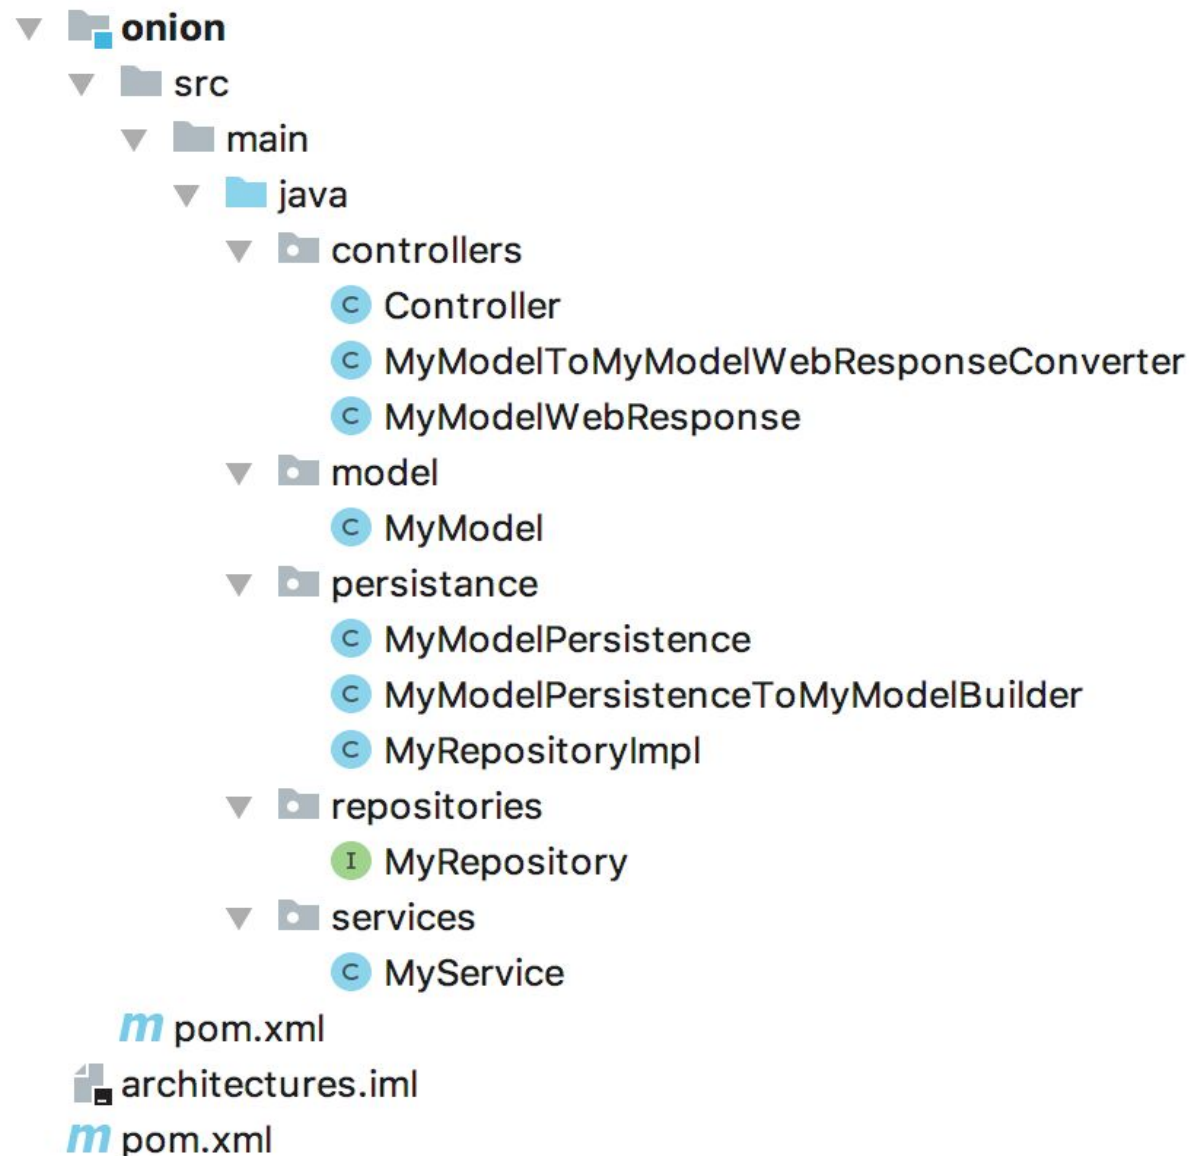 onion
src
main
java
controllers
C Controller
C MyModelToMyModelWebResponseConverter
C MyModelWebResponse
model
C MyModel
persistance
C MyModelPersistence
C MyModelPersistenceToMyModelBuilder
C MyRepositoryImpl
repositories
I MyRepository
services
C MyService
m pom.xml
architectures.iml
m pom.xml